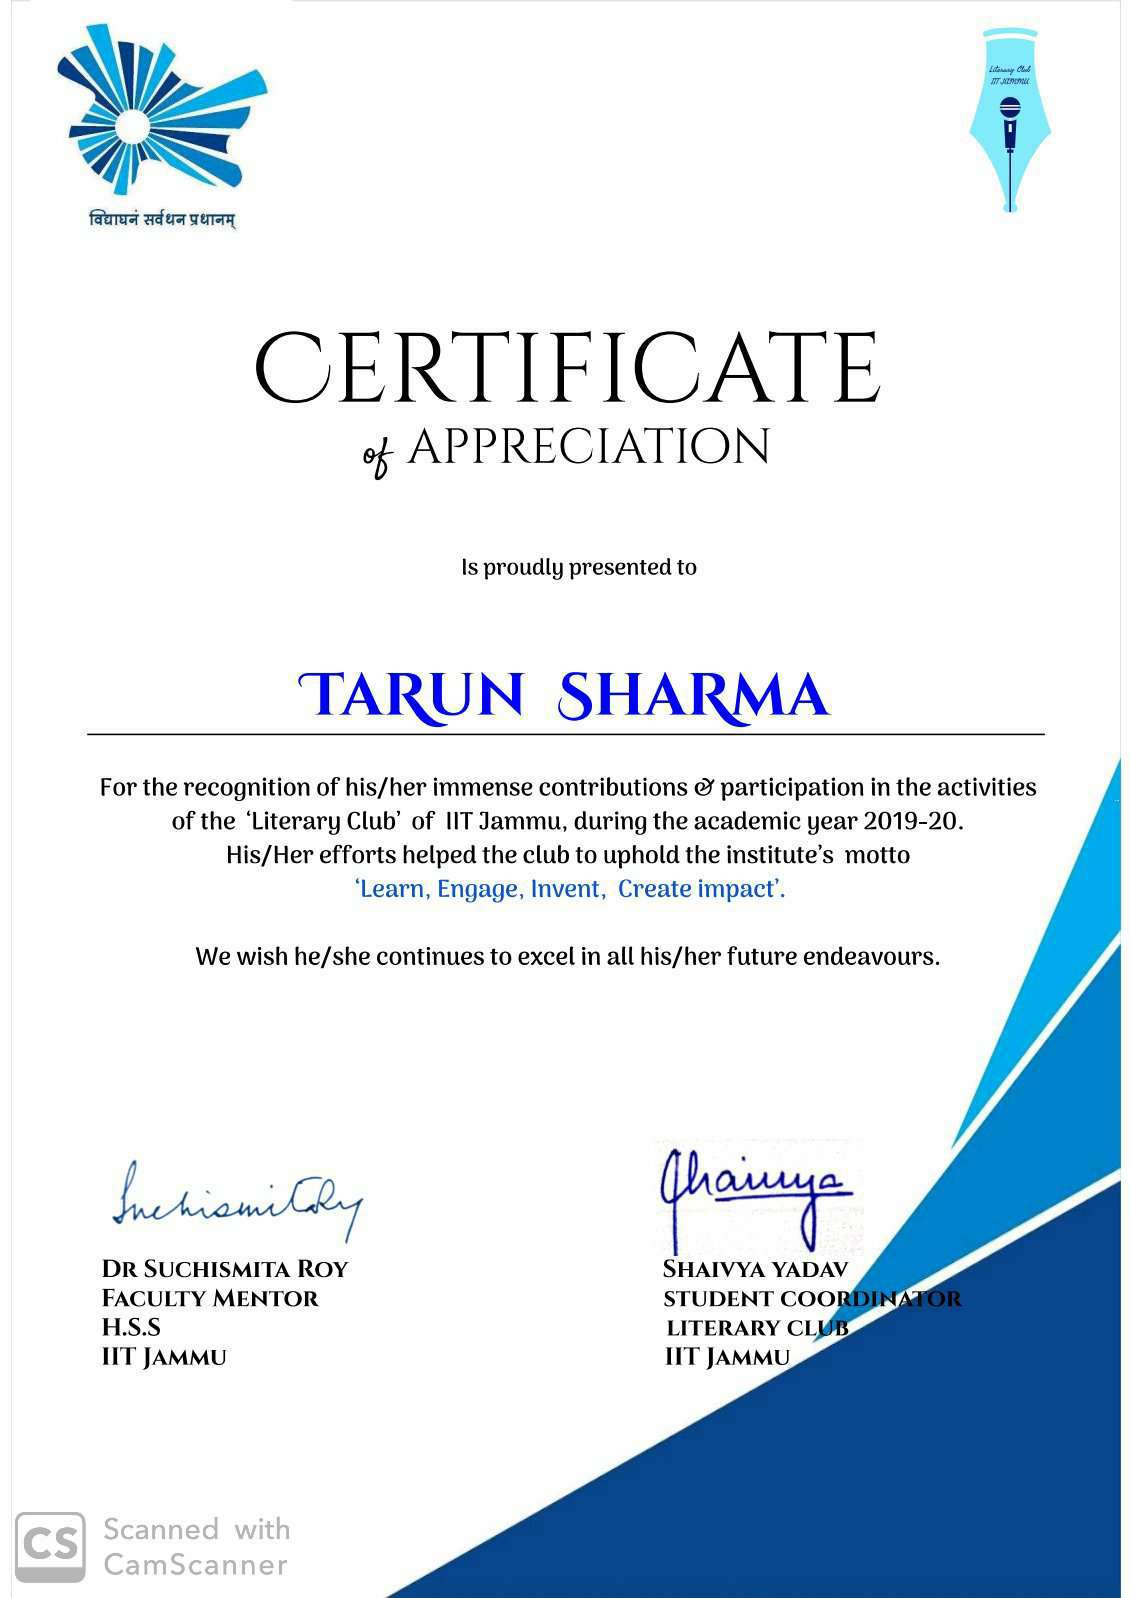 विद्याधनं सर्वधन प्रधानम्
Literary Club
IIT JAMMU
CERTIFICATE
of APPRECIATION
Is proudly presented to
TARUN SHARMA
For the recognition of his/her immense contributions & participation in the activities
of the ‘Literary Club’ of IIT Jammu, during the academic year 2019-20.
His/Her efforts helped the club to uphold the institute’s motto
‘Learn, Engage, Invent, Create impact’.
We wish he/she continues to excel in all his/her future endeavours.
Suchismita Roy
Shaivya
DR SUCHISMITA ROY
FACULTY MENTOR
H.S.S
IIT JAMMU
SHAIVYA YADAV
STUDENT COORDINATOR
LITERARY CLUB
IIT JAMMU
CS
Scanned with
CamScanner